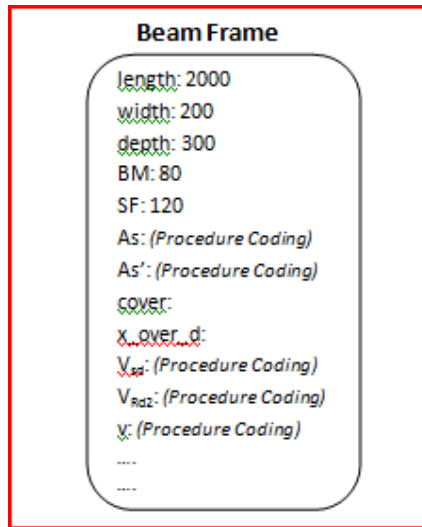 Beam Frame
length: 2000
width: 200
depth: 300
BM: 80
SF: 120
As: (Procedure Coding)
As’: (Procedure Coding)
cover:
x_over_d:
Vsd: (Procedure Coding)
VRd2: (Procedure Coding)
v: (Procedure Coding)
....
....